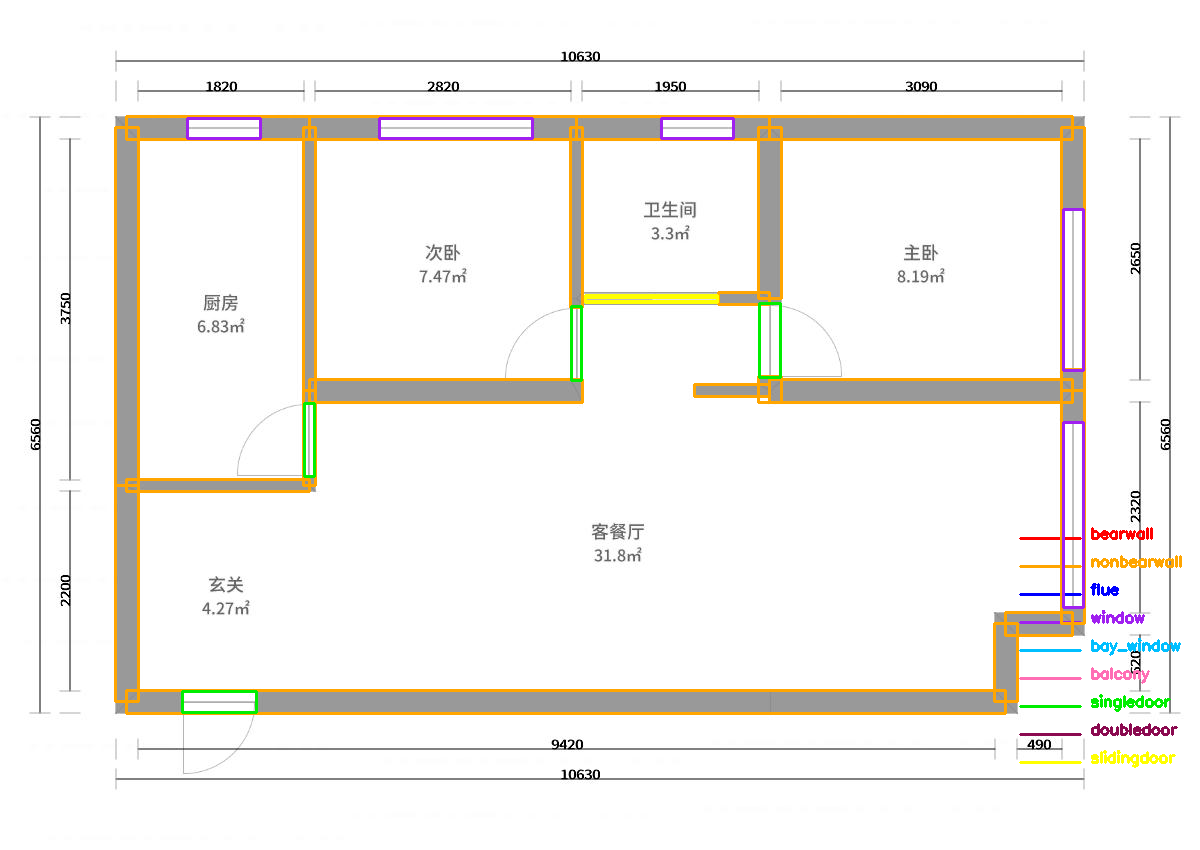 10630
1820
2820
1950
3090
卫生间
3.3㎡
次卧
7.47㎡
主卧
8.19㎡
厨房
6.83㎡
3750
2650
6560
6560
2320
客餐厅
31.8㎡
玄关
4.27㎡
2200
520
bearwall
nonbearwall
flue
window
bay_window
balcony
singledoor
doubledoor
slidingdoor
9420
490
10630